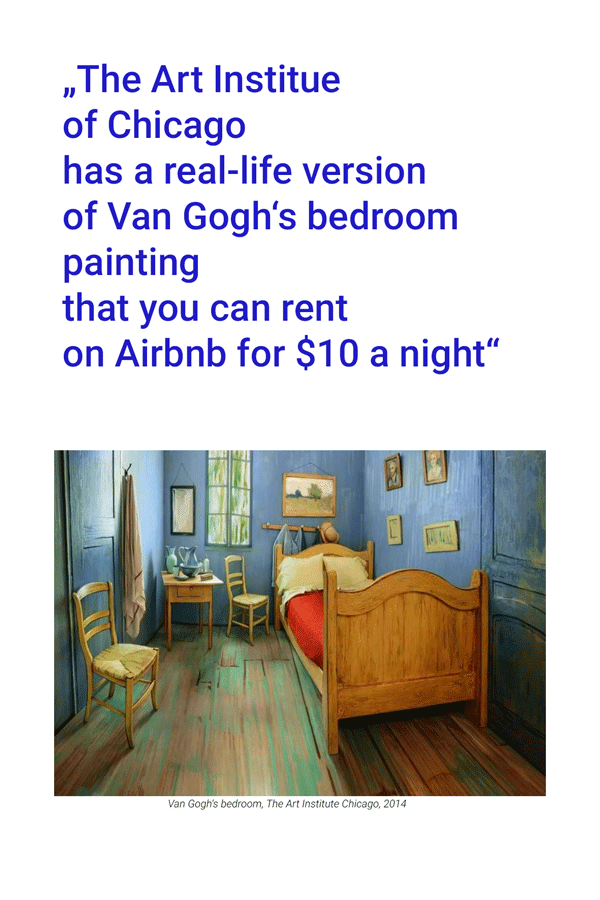 „The Art Institue
of Chicago
has a real-life version
of Van Gogh‘s bedroom
painting
that you can rent
on Airbnb for $10 a night“
Van Gogh's bedroom, The Art Institute Chicago, 2014